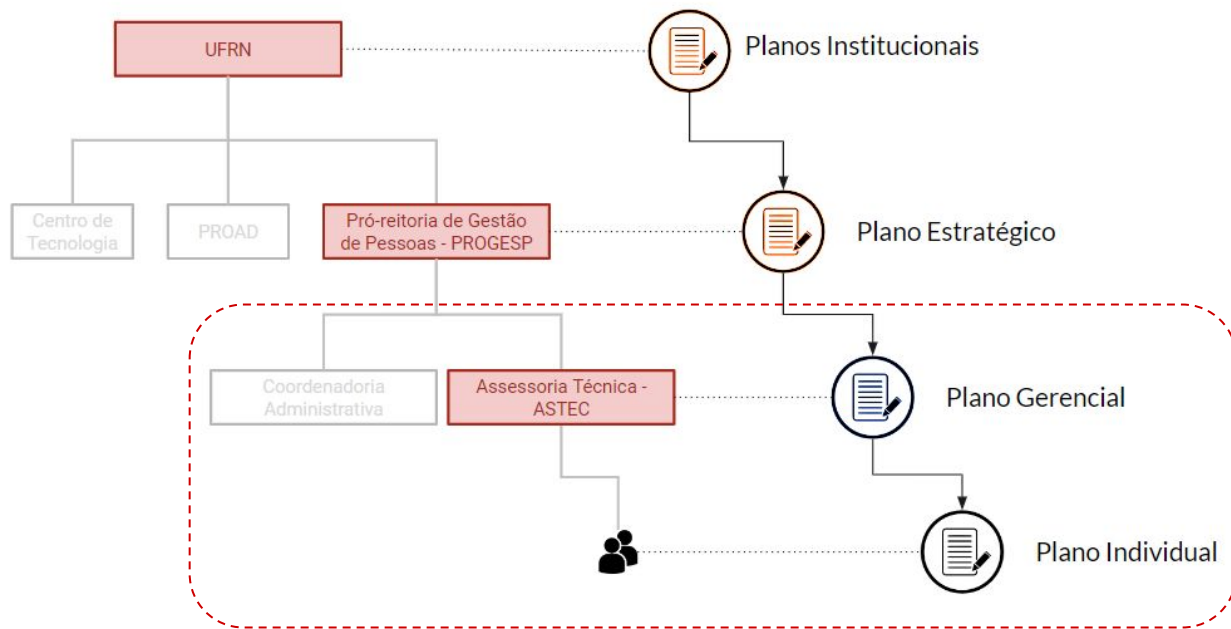 UFRN
Planos Institucionais
Centro de
Tecnologia
PROAD
Pró-reitoria de Gestão
de Pessoas - PROGESP
Plano Estratégico
Coordenadoria
Administrativa
Assessoria Técnica -
ASTEC
Plano Gerencial
Plano Individual